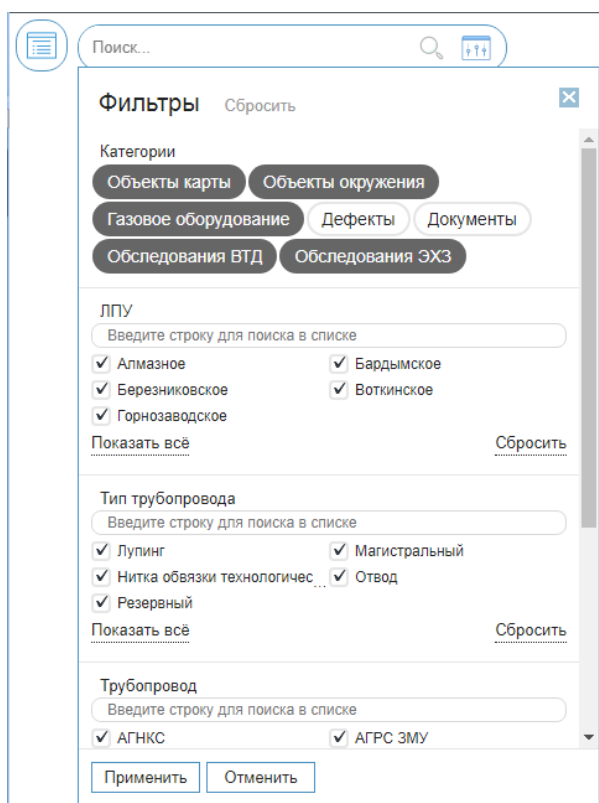 Поиск...
Фильтры Сбросить
Категории
Объекты карты Объекты окружения
Газовое оборудование Дефекты Документы
Обследования ВТД Обследования ЭХЗ
ЛПУ
Введите строку для поиска в списке
Алмазное Бардымское
Березниковское Воткинское
Горнозаводское
Показать всё Сбросить
Тип трубопровода
Введите строку для поиска в списке
Лупинг Магистральный
Нитка обвязки технологичес... Отвод
Резервный
Показать всё Сбросить
Трубопровод
Введите строку для поиска в списке
АГНКС АГРС ЗМУ
Применить Отменить